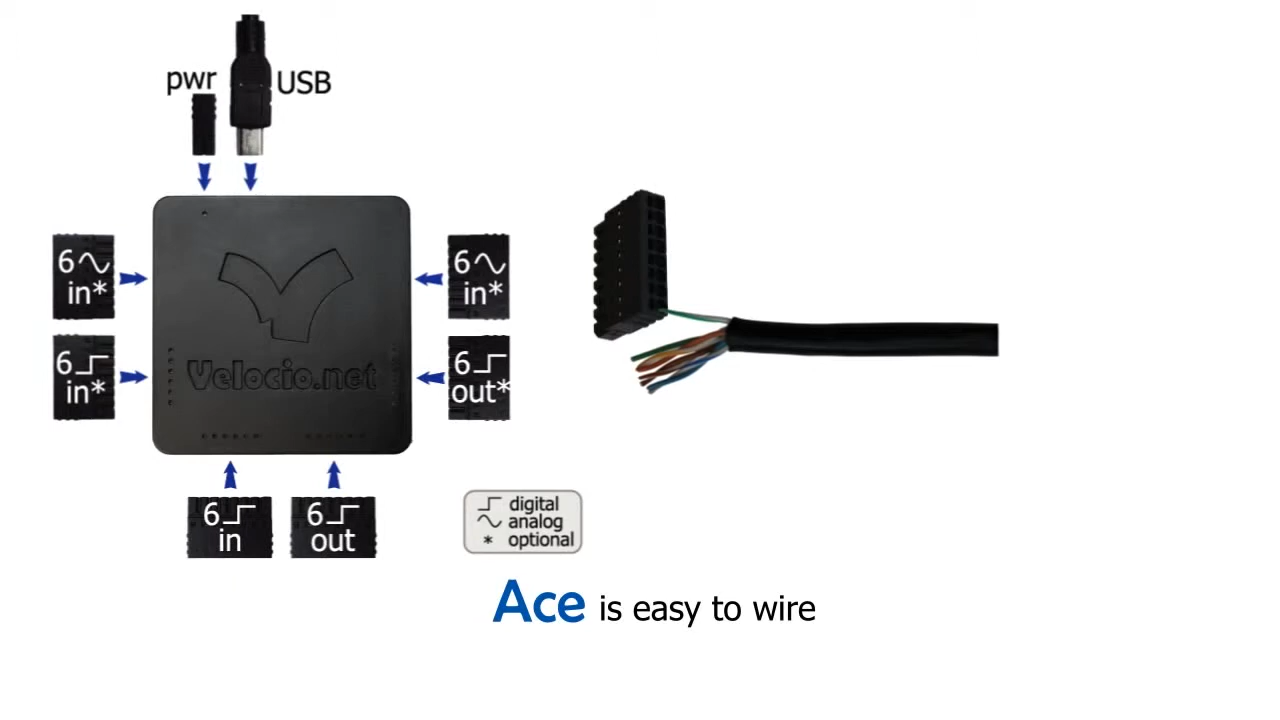 pwr
USB
6
in*
6
in*
6
in*
6
out*
Velocio.net
6
in
6
out
digital
analog
* optional
Ace is easy to wire